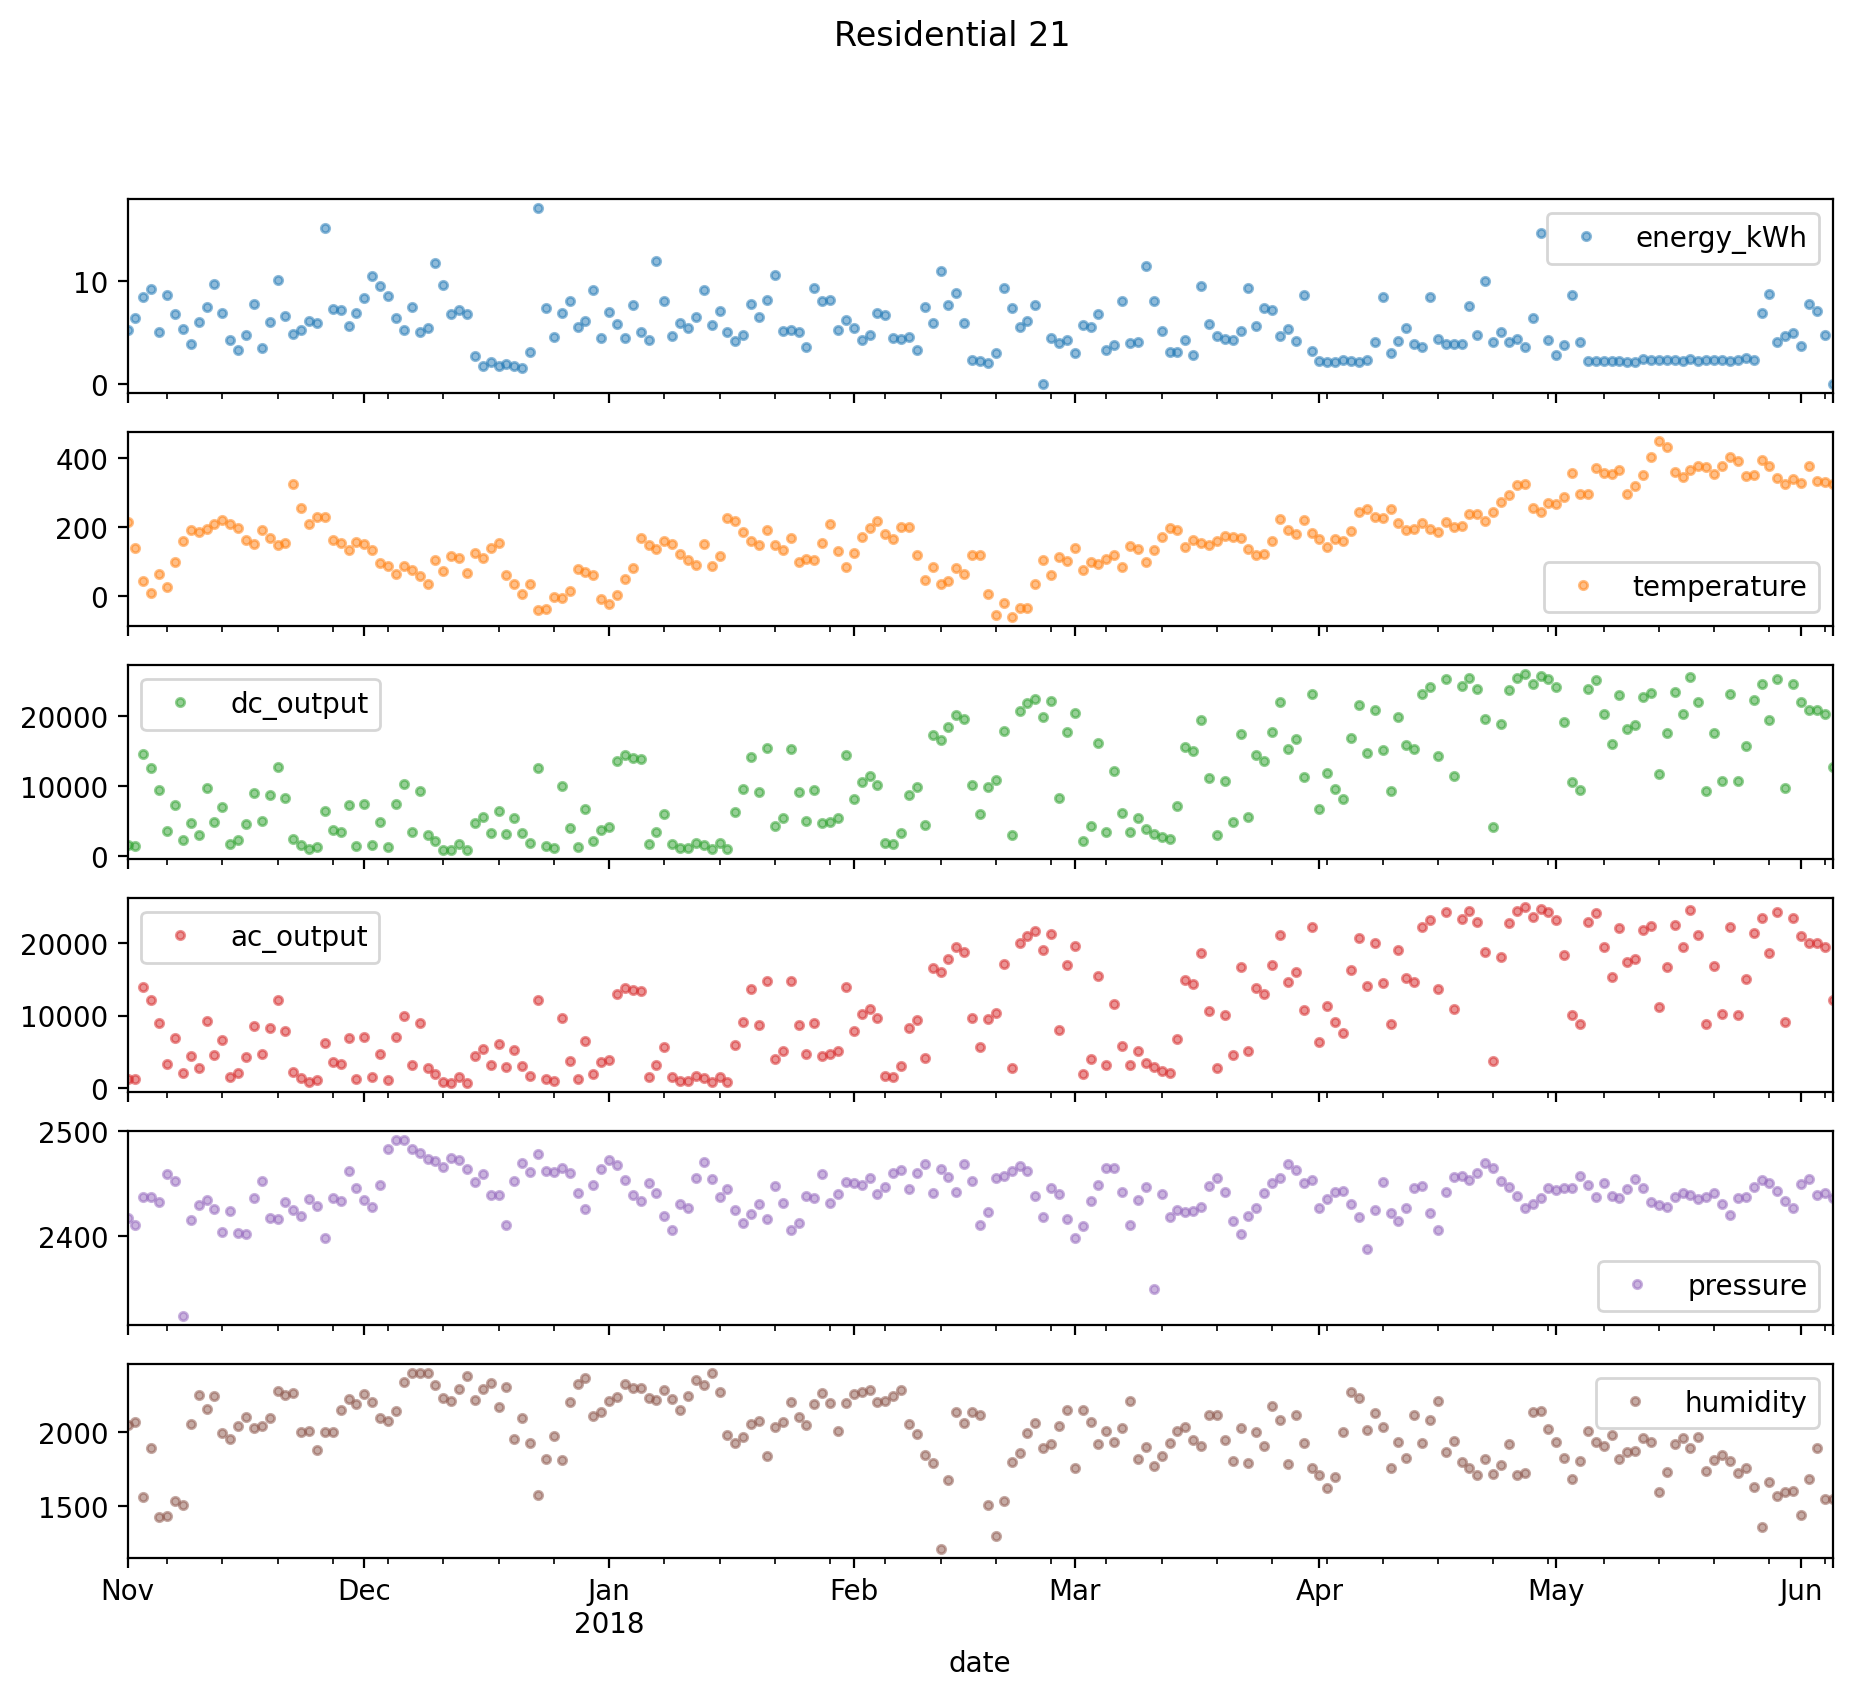 Residential 21
10
0
energy_kWh
400
200
0
temperature
20000
10000
0
dc_output
20000
10000
0
ac_output
2500
2400
pressure
2000
1500
humidity
Nov Dec Jan Feb Mar Apr May Jun
2018
date